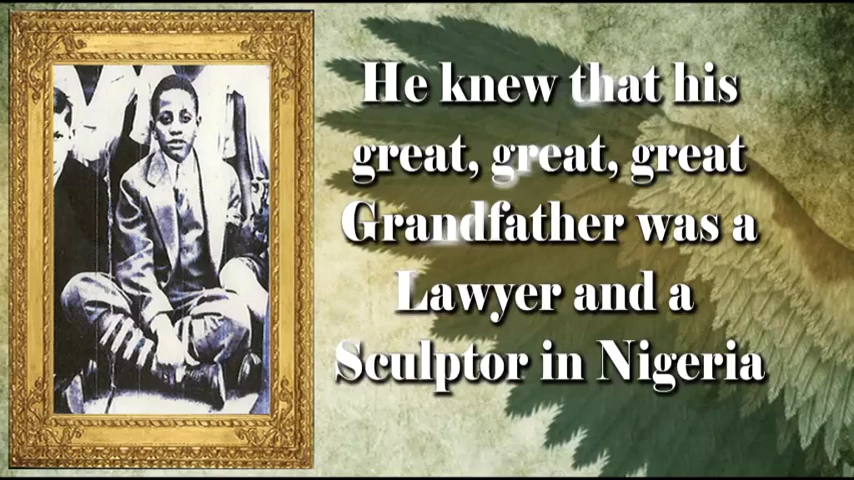 He knew that his
great, great, great
Grandfather was a
Lawyer and a
Sculptor in Nigeria